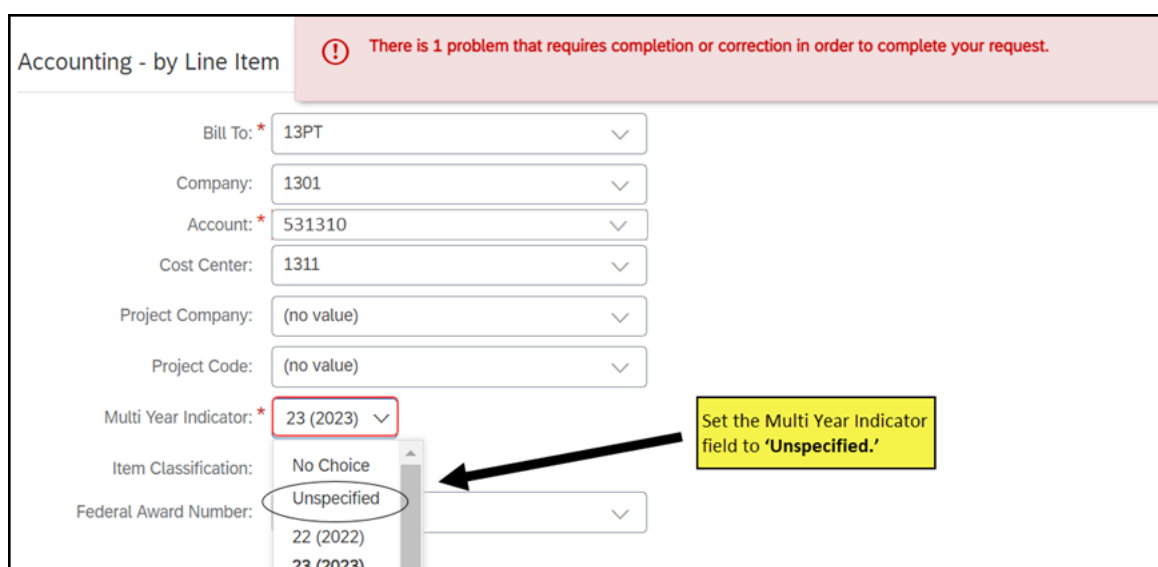 There is 1 problem that requires completion or correction in order to complete your request.
Accounting - by Line Item
Bill To: * 13PT
Company: 1301
Account: * 531310
Cost Center: 1311
Project Company: (no value)
Project Code: (no value)
Multi Year Indicator: * 23 (2023)
Set the Multi Year Indicator
field to ‘Unspecified.’
Item Classification:
No Choice
Unspecified
Federal Award Number:
22 (2022)
23 (2023)